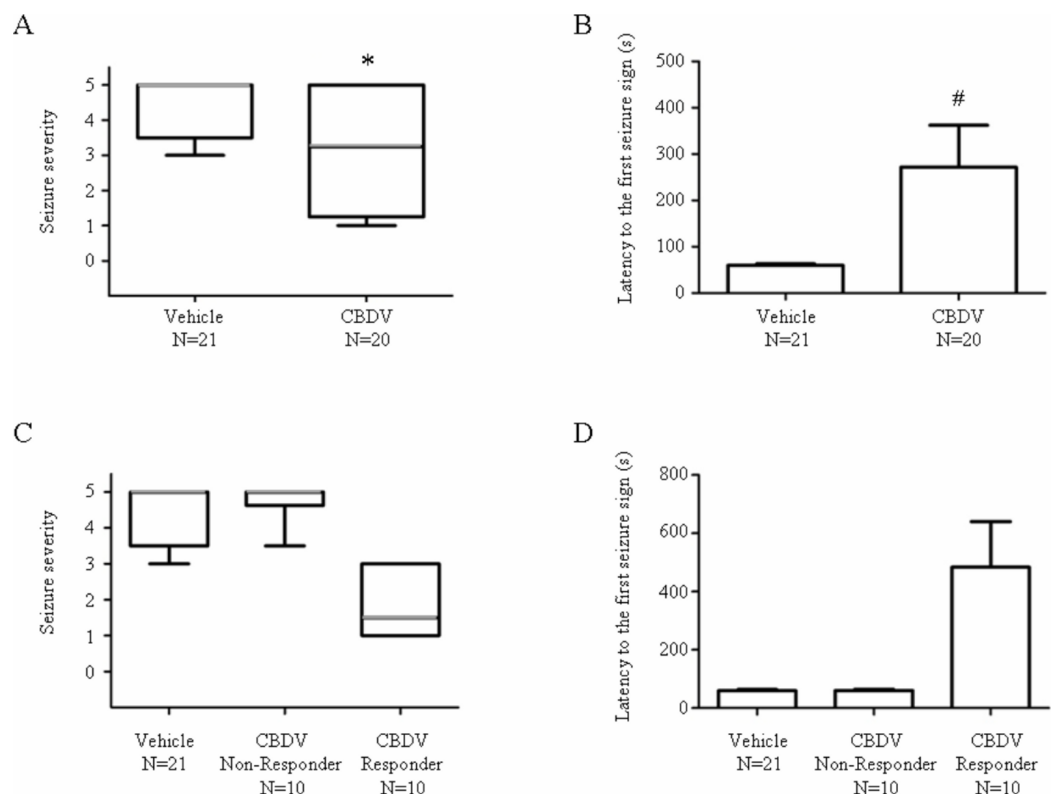 A
Seizure severity
5
4
3
2
1
0
*
Vehicle
N=21
CBDV
N=20
B
Latency to the first seizure sign (s)
500
400
300
200
100
0
#
Vehicle
N=21
CBDV
N=20
C
Seizure severity
5
4
3
2
1
0
Vehicle
N=21
CBDV
Non-Responder
N=10
CBDV
Responder
N=10
D
Latency to the first seizure sign (s)
800
600
400
200
0
Vehicle
N=21
CBDV
Non-Responder
N=10
CBDV
Responder
N=10